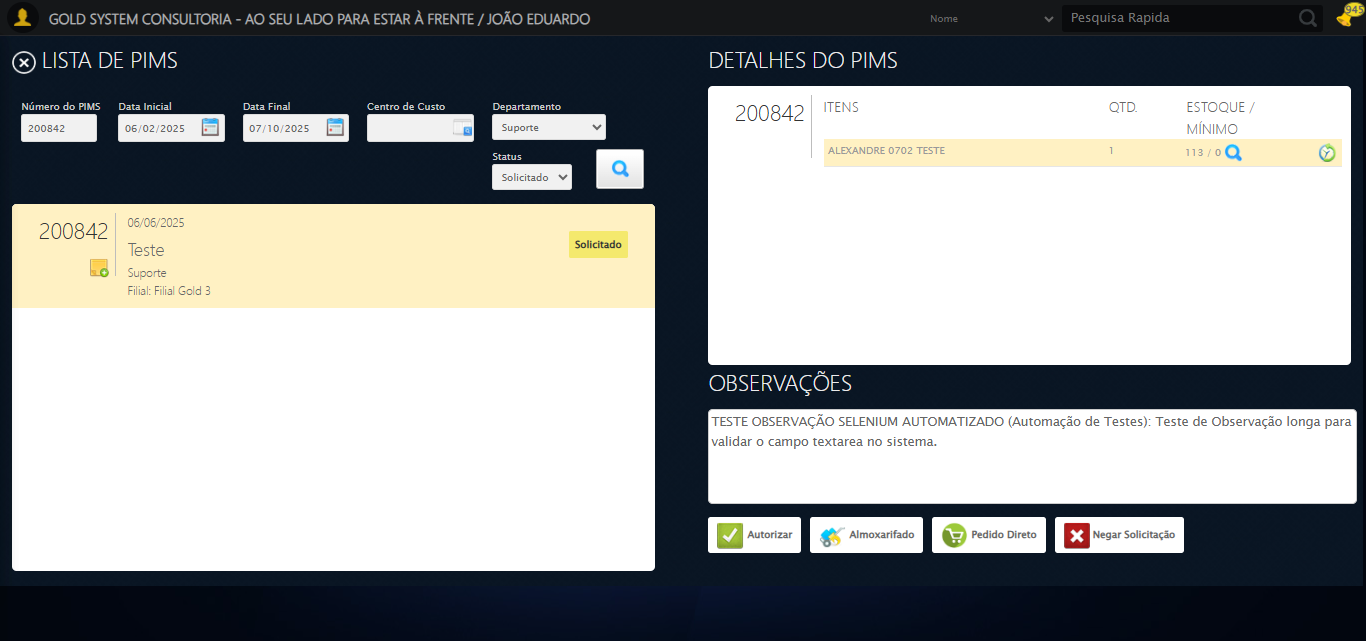 GOLD SYSTEM CONSULTORIA - AO SEU LADO PARA ESTAR À FRENTE / JOÃO EDUARDO
Nome
Pesquisa Rapida
945
LISTA DE PIMS
Número do PIMS
Data Inicial
Data Final
Centro de Custo
Departamento
200842
06/02/2025
07/10/2025
Suporte
Status
Solicitado
200842
06/06/2025
Teste
Suporte
Filial: Filial Gold 3
Solicitado
DETALHES DO PIMS
200842
ITENS
QTD.
ESTOQUE /
MÍNIMO
ALEXANDRE 0702 TESTE
1
113 / 0
OBSERVAÇÕES
TESTE OBSERVAÇÃO SELENIUM AUTOMATIZADO (Automação de Testes): Teste de Observação longa para
validar o campo textarea no sistema.
Autorizar
Almoxarifado
Pedido Direto
Negar Solicitação